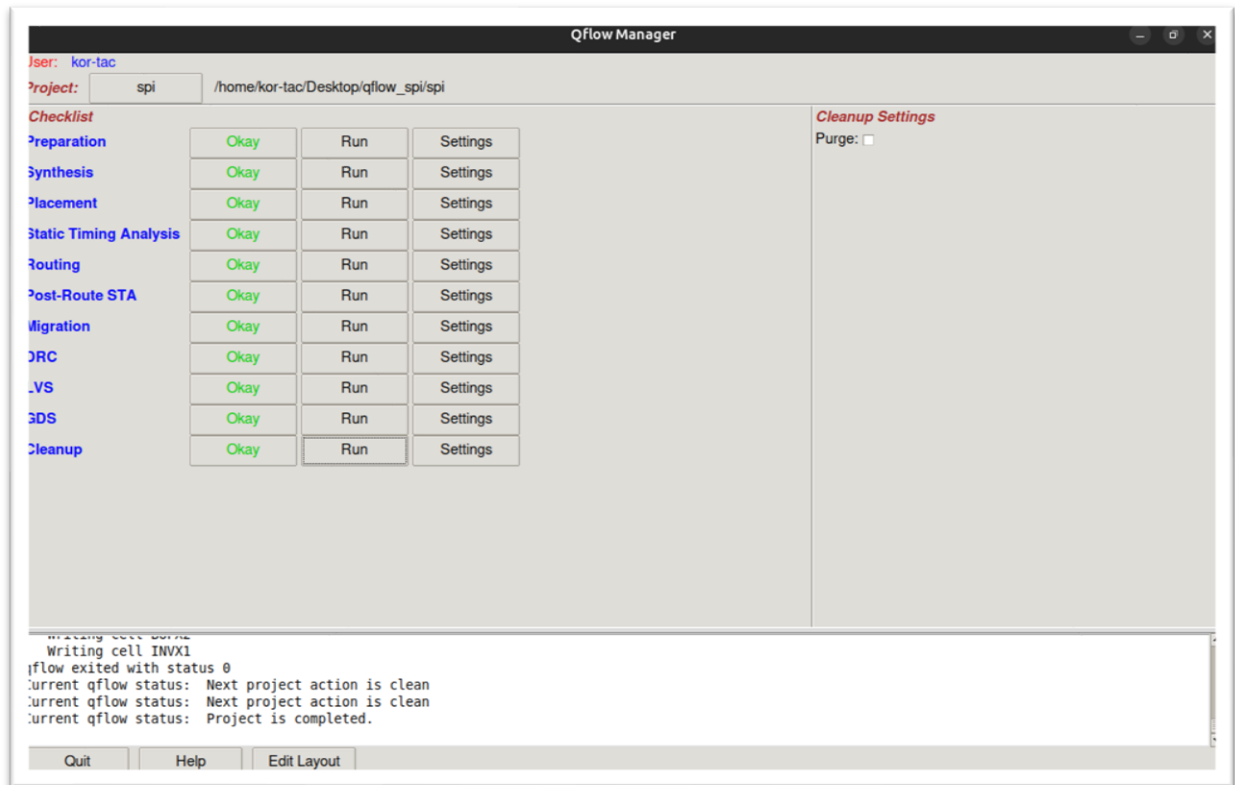 Qflow Manager
User: kor-tac
Project: spi /home/kor-tac/Desktop/qflow_spi/spi
Checklist
Cleanup Settings
Preparation Okay Run Settings
Purge:
Synthesis Okay Run Settings
Placement Okay Run Settings
Static Timing Analysis Okay Run Settings
Routing Okay Run Settings
Post-Route STA Okay Run Settings
Migration Okay Run Settings
DRC Okay Run Settings
LVS Okay Run Settings
GDS Okay Run Settings
Cleanup Okay Run Settings
Writing cell
Writing cell INVX1
qflow exited with status 0
Current qflow status: Next project action is clean
Current qflow status: Next project action is clean
Current qflow status: Project is completed.
Quit Help Edit Layout